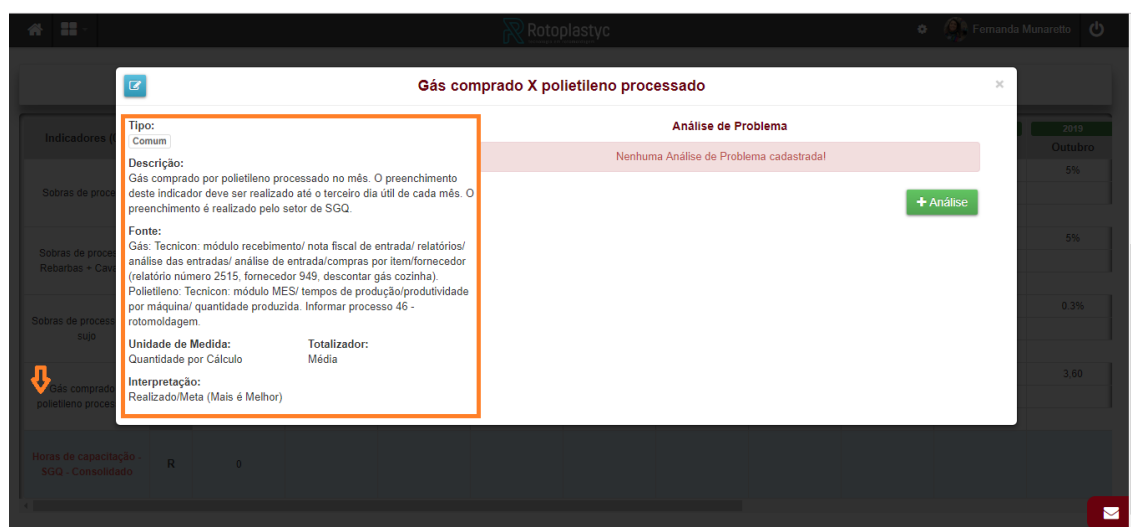 Rotoplastyc
Fernanda Munaretto
Gás comprado X polietileno processado
×
Tipo:
Comum
Descrição:
Gás comprado por polietileno processado no mês. O preenchimento
deste indicador deve ser realizado até o terceiro dia útil de cada mês. O
preenchimento é realizado pelo setor de SGQ.
Fonte:
Gás: Tecnicon: módulo recebimento/ nota fiscal de entrada/ relatórios/
análise das entradas/ análise de entrada/compras por item/fornecedor
(relatório número 2515, fornecedor 949, descontar gás cozinha).
Polietileno: Tecnicon: módulo MES/ tempos de produção/produtividade
por máquina/ quantidade produzida. Informar processo 46 -
rotomoldagem.
Unidade de Medida: Totalizador:
Quantidade por Cálculo Média
Interpretação:
Realizado/Meta (Mais é Melhor)
Análise de Problema
Nenhuma Análise de Problema cadastrada!
+ Análise
Indicadores
2019
Outubro
Sobras de proce
5%
Sobras de proces
Rebarbas + Cav
5%
Sobras de process
sujo
0.3%
Gás comprado
polietileno proces
3,60
Horas de capacitação -
SGQ - Consolidado
R 0